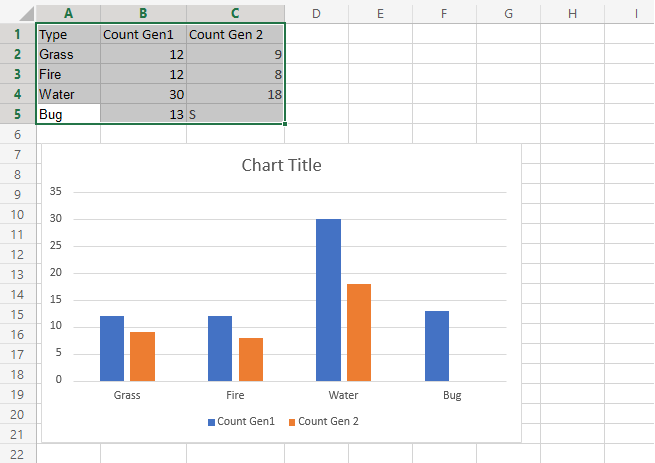 A B C D E F G H I
1 Type Count Gen1 Count Gen 2
2 Grass 12 9
3 Fire 12 8
4 Water 30 18
5 Bug 13 S
6
7
Chart Title
8
9
35
10
30
11
25
12
13
20
14
15
15
16
10
17
5
18
0
19
Grass Fire Water Bug
20
Count Gen1 Count Gen 2
21
22